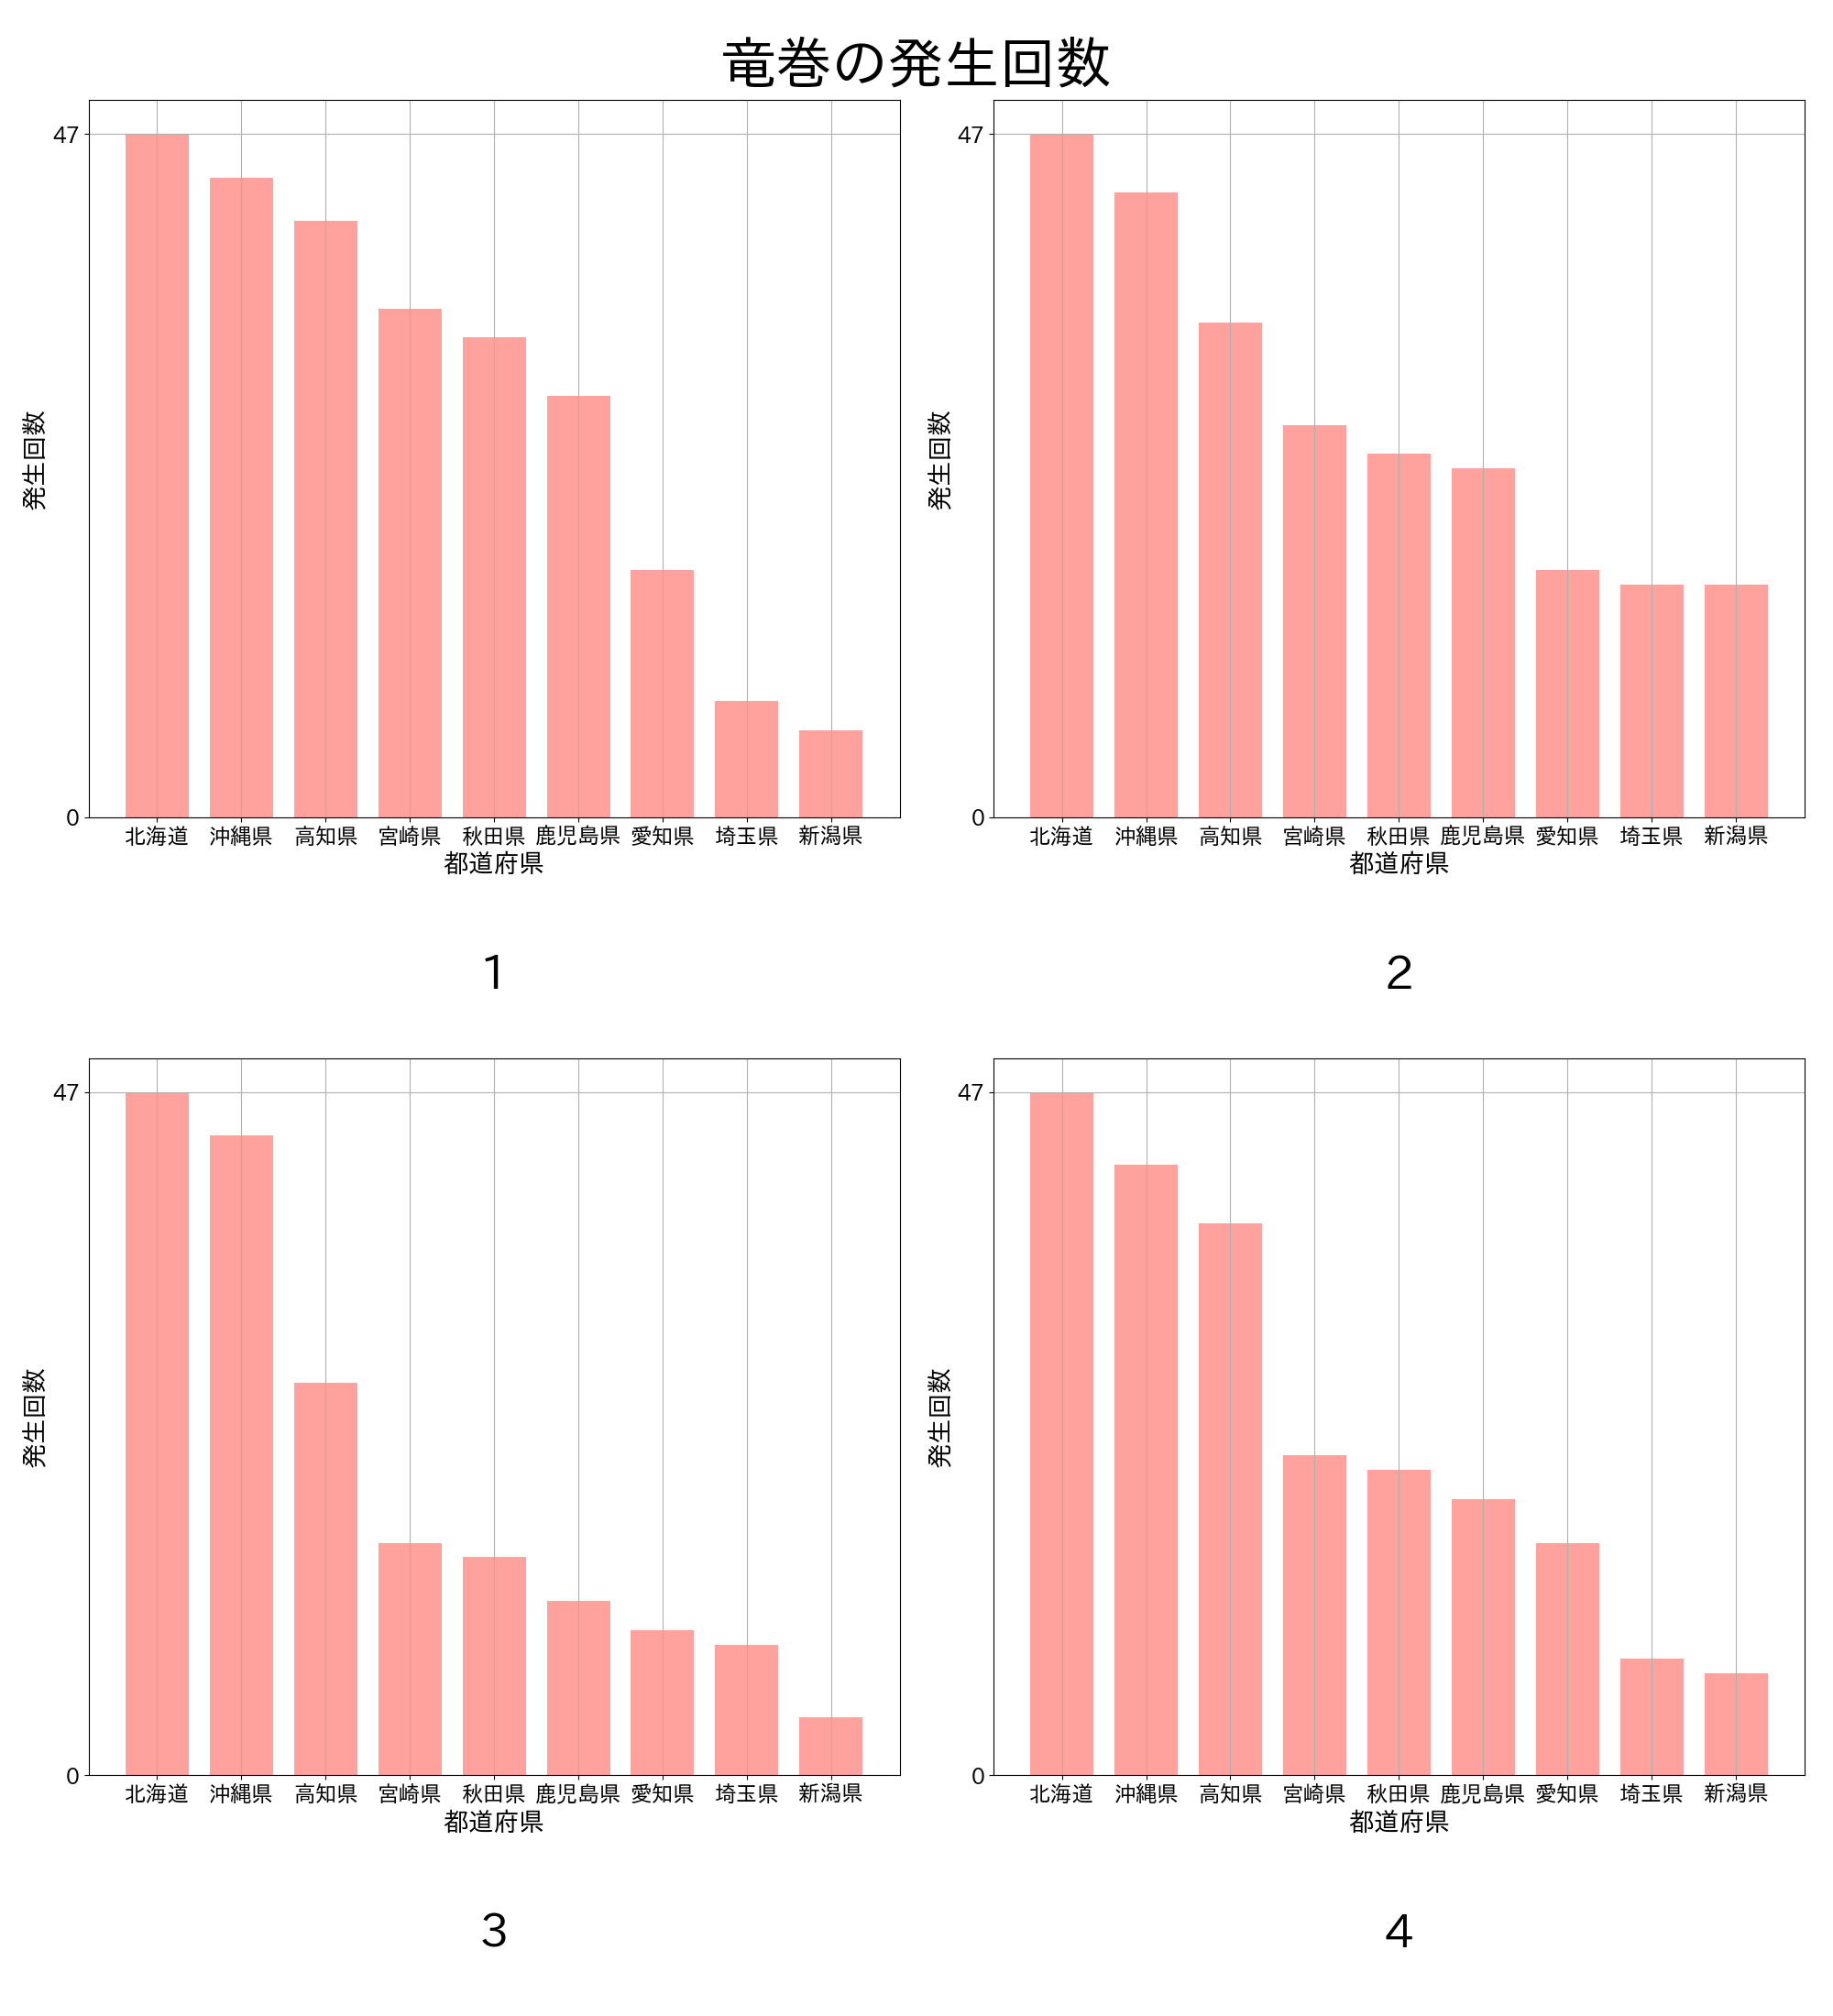 竜巻の発生回数
47
0
発生回数
北海道 沖縄県 高知県 宮崎県 秋田県 鹿児島県 愛知県 埼玉県 新潟県
都道府県
1
47
0
発生回数
北海道 沖縄県 高知県 宮崎県 秋田県 鹿児島県 愛知県 埼玉県 新潟県
都道府県
2
47
0
発生回数
北海道 沖縄県 高知県 宮崎県 秋田県 鹿児島県 愛知県 埼玉県 新潟県
都道府県
3
47
0
発生回数
北海道 沖縄県 高知県 宮崎県 秋田県 鹿児島県 愛知県 埼玉県 新潟県
都道府県
4